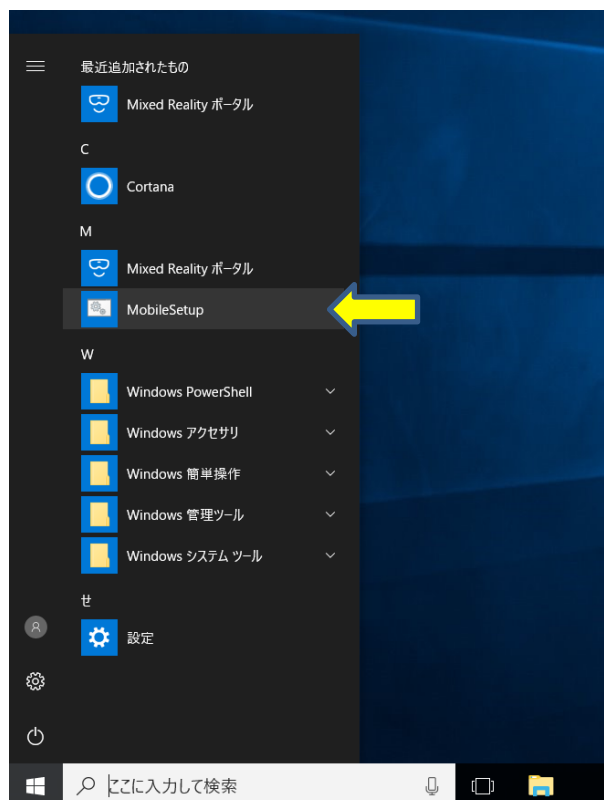 最近追加されたもの
Mixed Reality ポータル
C
Cortana
M
Mixed Reality ポータル
MobileSetup
W
Windows PowerShell
Windows アクセサリ
Windows 簡単操作
Windows 管理ツール
Windows システム ツール
せ
設定
ここに入力して検索